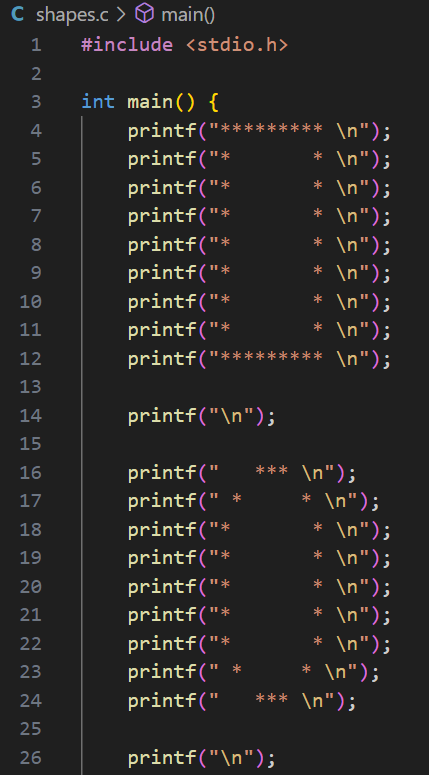 C shapes.c > main()
1 #include <stdio.h>
2
3 int main() {
4     printf("********* \n");
5     printf("*       * \n");
6     printf("*       * \n");
7     printf("*       * \n");
8     printf("*       * \n");
9     printf("*       * \n");
10     printf("*       * \n");
11     printf("*       * \n");
12     printf("********* \n");
13
14     printf("\n");
15
16     printf("   *** \n");
17     printf(" *     * \n");
18     printf("*       * \n");
19     printf("*       * \n");
20     printf("*       * \n");
21     printf("*       * \n");
22     printf("*       * \n");
23     printf(" *     * \n");
24     printf("   *** \n");
25
26     printf("\n");